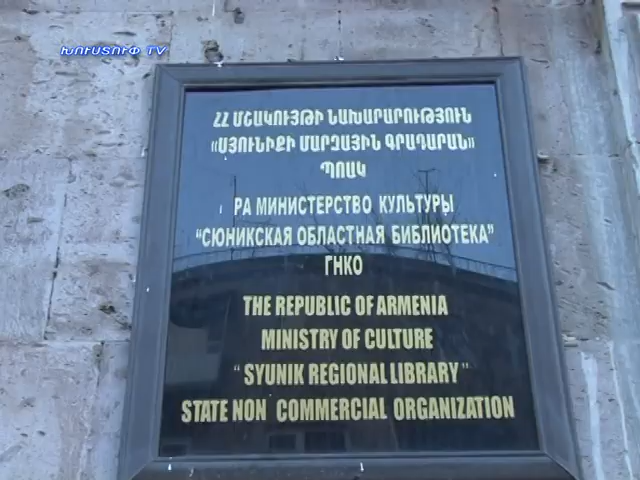 ԽՈՒՍՏՈՒՓ TV
ՀՀ ՄՇԱԿՈՒՅԹԻ ՆԱԽԱՐԱՐՈՒԹՅՈՒՆ
«ՍՅՈՒՆԻՔԻ ՄԱՐԶԱՅԻՆ ԳՐԱԴԱՐԱՆ»
ՊՈԱԿ
РА МИНИСТЕРСТВО КУЛЬТУРЫ
“СЮНИКСКАЯ ОБЛАСТНАЯ БИБЛИОТЕКА”
ГНКО
THE REPUBLIC OF ARMENIA
MINISTRY OF CULTURE
“ SYUNIK REGIONAL LIBRARY ”
STATE NON COMMERCIAL ORGANIZATION